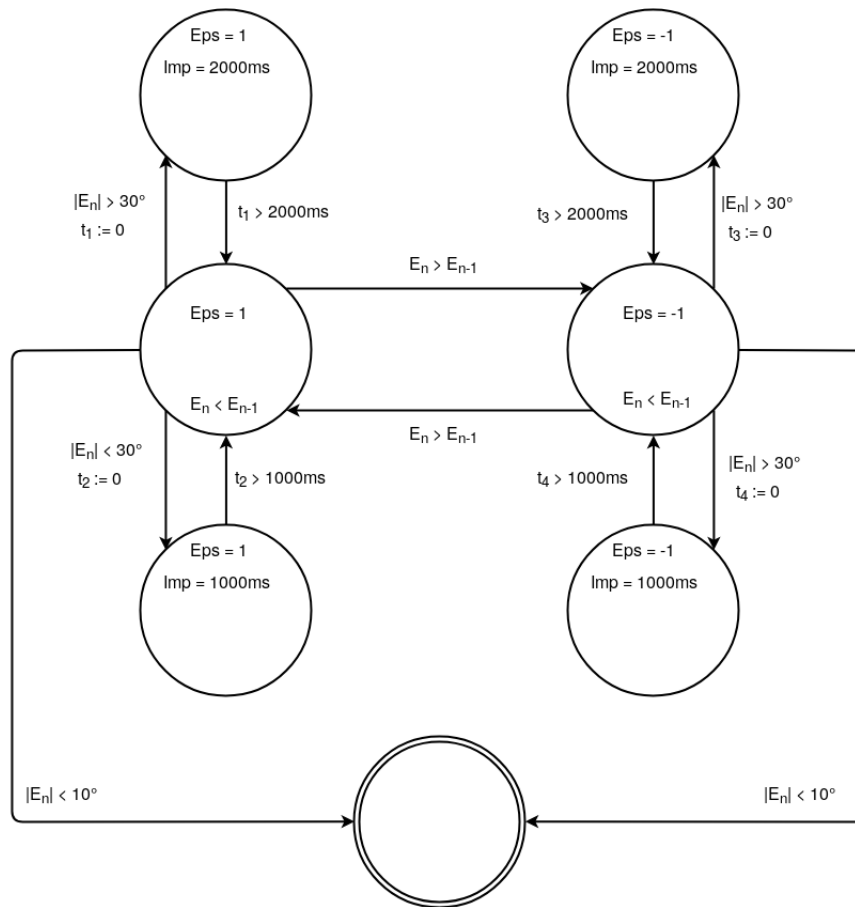 Eps = 1
Imp = 2000ms
Eps = -1
Imp = 2000ms
|Eₙ| > 30°
t₁ := 0
t₁ > 2000ms
t₃ > 2000ms
|Eₙ| > 30°
t₃ := 0
Eₙ > Eₙ₋₁
Eps = 1
Eₙ < Eₙ₋₁
Eps = -1
Eₙ < Eₙ₋₁
Eₙ > Eₙ₋₁
|Eₙ| < 30°
t₂ := 0
t₂ > 1000ms
t₄ > 1000ms
|Eₙ| > 30°
t₄ := 0
Eps = 1
Imp = 1000ms
Eps = -1
Imp = 1000ms
|Eₙ| < 10°
|Eₙ| < 10°